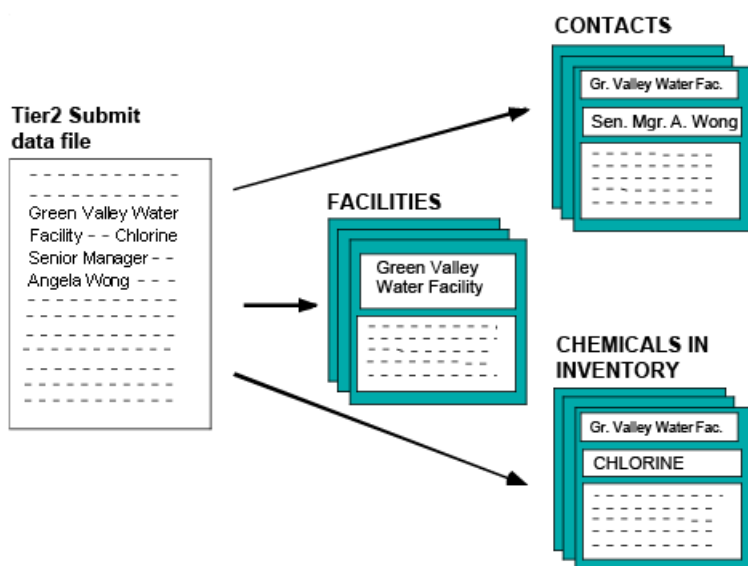 CONTACTS
Gr. Valley Water Fac.
Sen. Mgr. A. Wong
Tier2 Submit
data file
Green Valley Water
Facility - - Chlorine
Senior Manager - -
Angela Wong - - -
FACILITIES
Green Valley
Water Facility
CHEMICALS IN
INVENTORY
Gr. Valley Water Fac.
CHLORINE